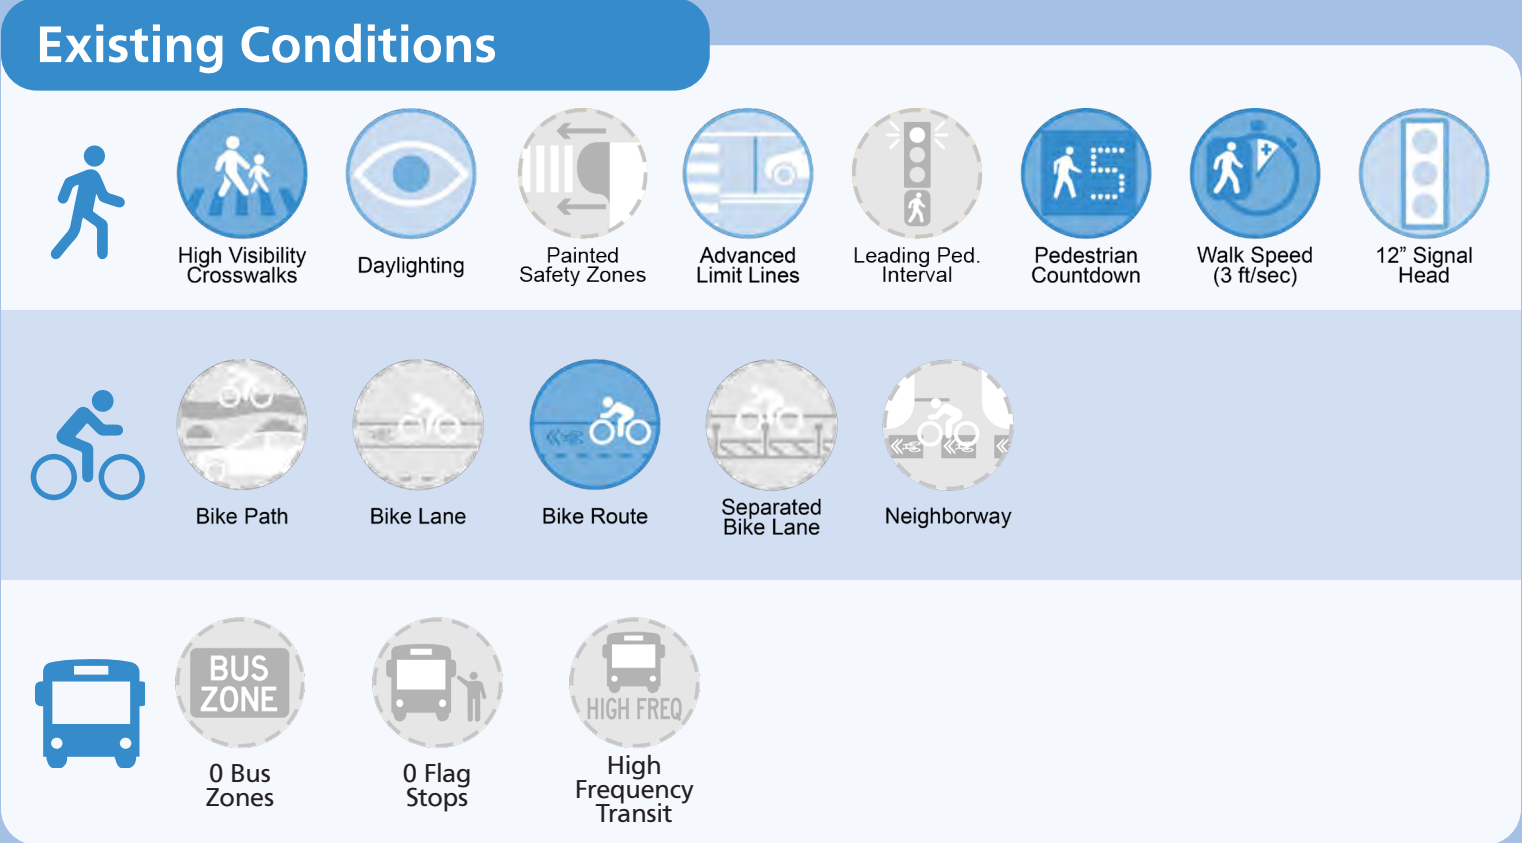 Existing Conditions
High Visibility
Crosswalks
Daylighting
Painted
Safety Zones
Advanced
Limit Lines
Leading Ped.
Interval
5
Pedestrian
Countdown
Walk Speed
(3 ft/sec)
12” Signal
Head
Bike Path
Bike Lane
Bike Route
Separated
Bike Lane
Neighborway
BUS
ZONE
0 Bus
Zones
0 Flag
Stops
HIGH FREQ
High
Frequency
Transit